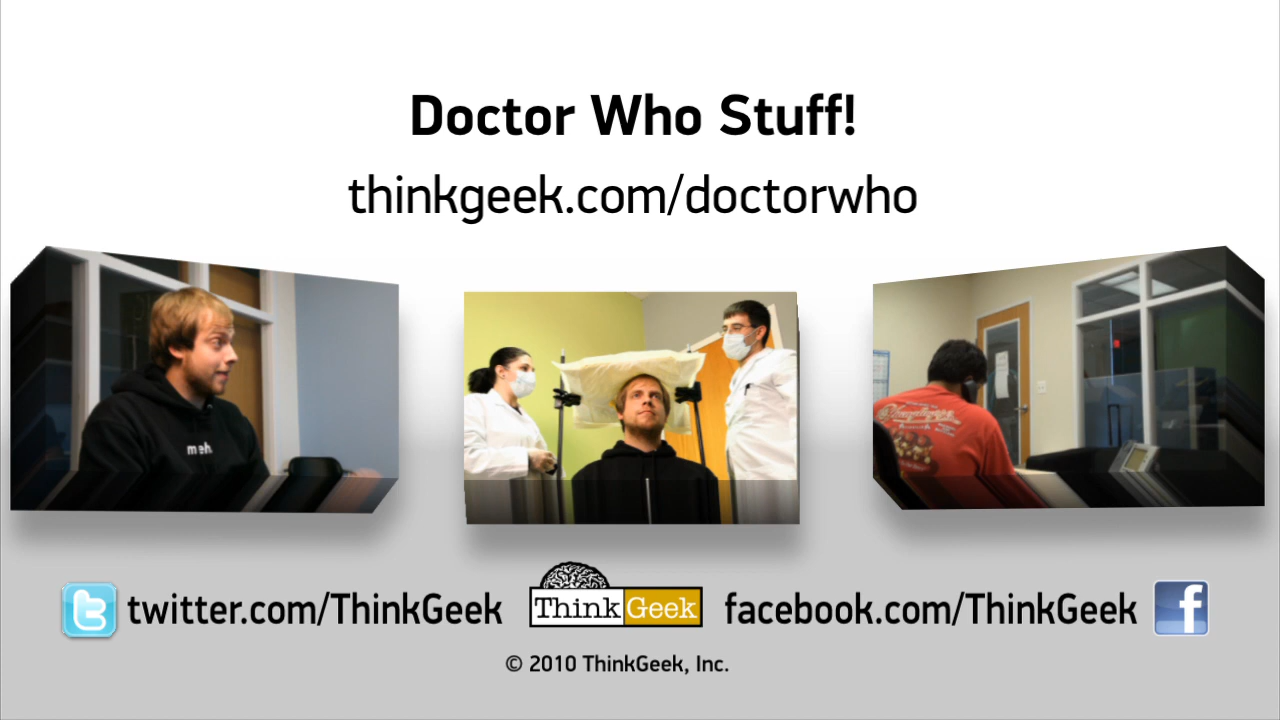 Doctor Who Stuff!
thinkgeek.com/doctorwho
meh.
twitter.com/ThinkGeek
ThinkGeek
facebook.com/ThinkGeek
© 2010 ThinkGeek, Inc.